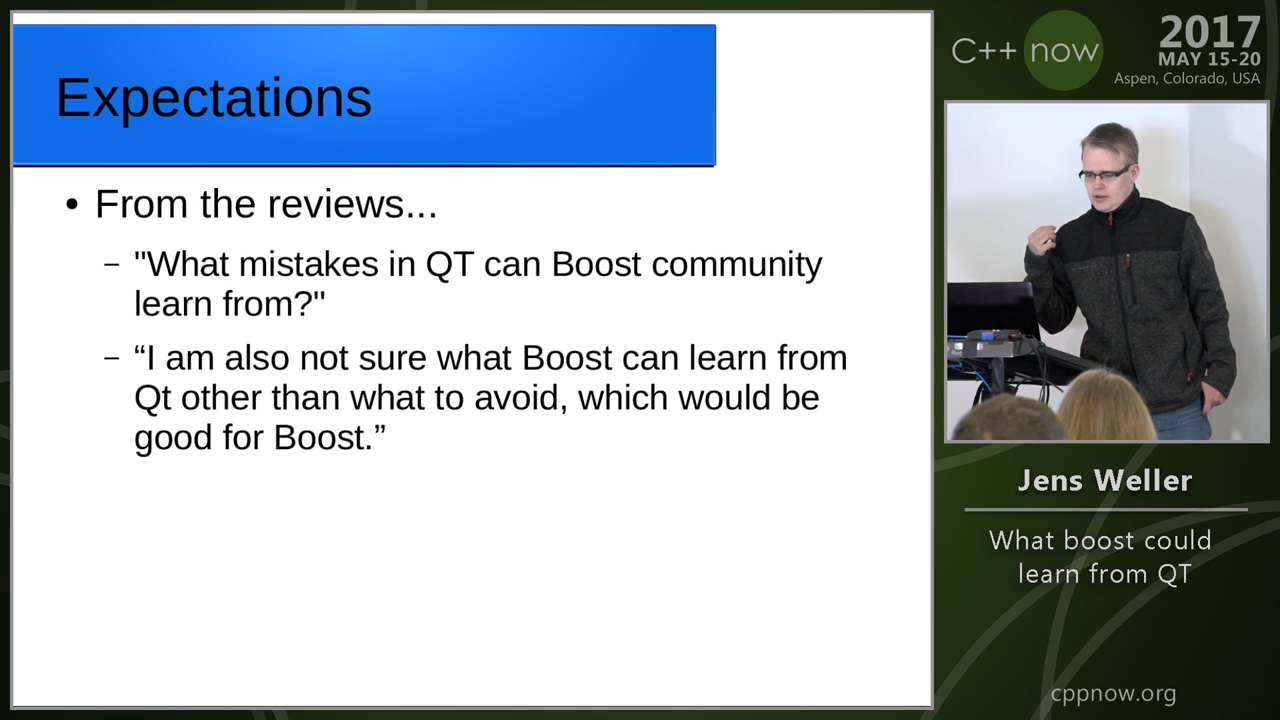 Expectations
• From the reviews...
– "What mistakes in QT can Boost community
learn from?"
– “I am also not sure what Boost can learn from
Qt other than what to avoid, which would be
good for Boost.”
C++ now
2017
MAY 15-20
Aspen, Colorado, USA
Jens Weller
What boost could
learn from QT
cppnow.org